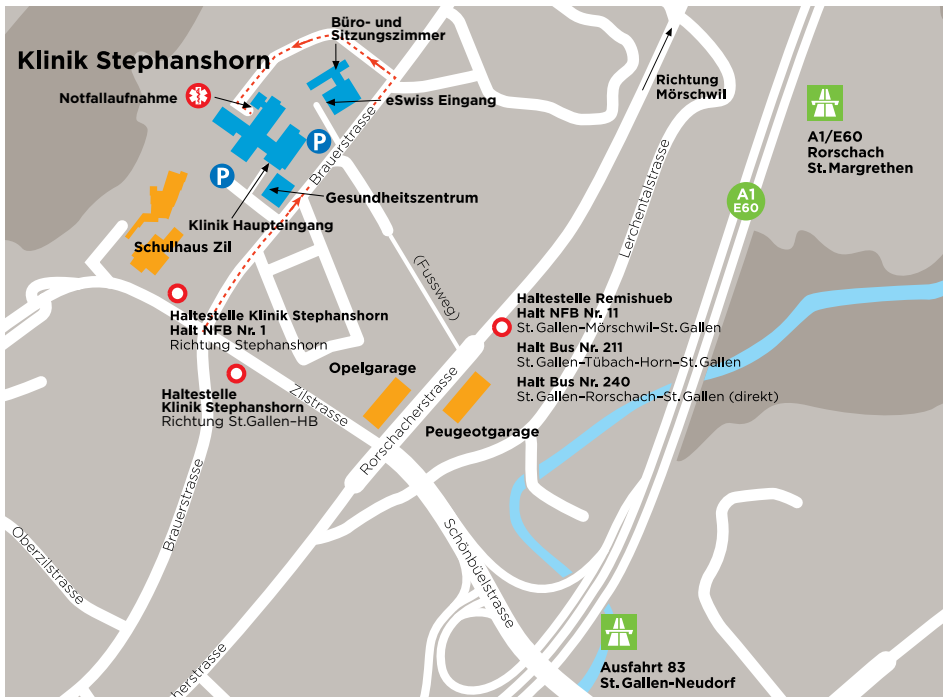 Büro- und
Sitzungszimmer
Klinik Stephanshorn
Notfallaufnahme
eSwiss Eingang
Richtung
Mörschwil
A1/E60
Rorschach
St. Margrethen
Brauerstrasse
P
P
Lerchentalstrasse
A1
E60
Gesundheitszentrum
Klinik Haupteingang
Schulhaus Zil
(Fussweg)
Haltestelle Klinik Stephanshorn
Halt NFB Nr. 1
Richtung Stephanshorn
Haltestelle Remishueb
Halt NFB Nr. 11
St. Gallen–Mörschwil–St. Gallen
Halt Bus Nr. 211
St. Gallen–Tübach-Horn–St. Gallen
Halt Bus Nr. 240
St. Gallen–Rorschach–St. Gallen (direkt)
Opelgarage
Zilstrasse
Haltestelle
Klinik Stephanshorn
Richtung St.Gallen–HB
Rorschacherstrasse
Peugeotgarage
Brauerstrasse
Oberzilstrasse
Schönbüelstrasse
cherstrasse
Ausfahrt 83
St. Gallen-Neudorf